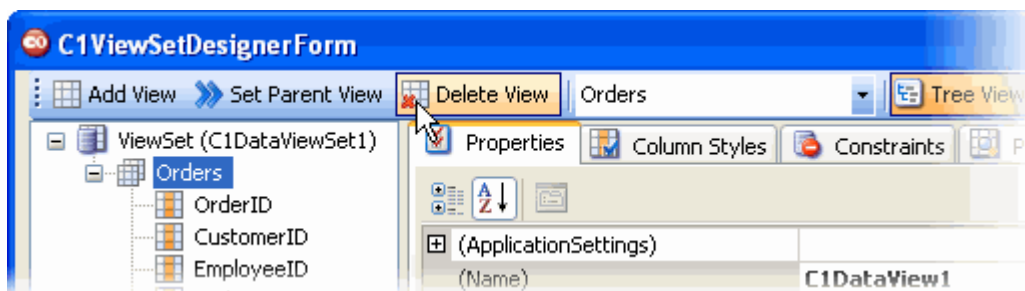 C1ViewSetDesignerForm
Add View Set Parent View Delete View Orders Tree View
ViewSet (C1DataViewSet1)
Properties Column Styles Constraints P
Orders
OrderID
CustomerID
EmployeeID
(ApplicationSettings)
(Name) C1DataView1